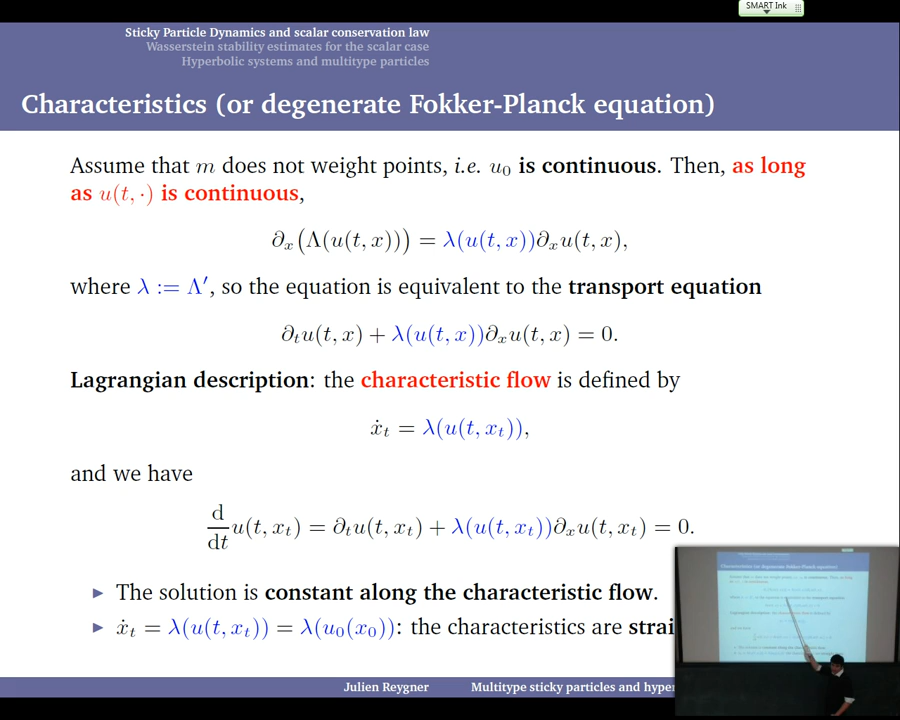 SMART Ink
Sticky Particle Dynamics and scalar conservation law
Wasserstein stability estimates for the scalar case
Hyperbolic systems and multitype particles
Characteristics (or degenerate Fokker-Planck equation)
Assume that m does not weight points, i.e. u₀ is continuous. Then, as long
as u(t, ·) is continuous,
∂ₓ(Λ(u(t, x))) = λ(u(t, x))∂ₓu(t, x),
where λ := Λ′, so the equation is equivalent to the transport equation
∂ₜu(t, x) + λ(u(t, x))∂ₓu(t, x) = 0.
Lagrangian description: the characteristic flow is defined by
ẋₜ = λ(u(t, xₜ)),
and we have
d/dt u(t, xₜ) = ∂ₜu(t, xₜ) + λ(u(t, xₜ))∂ₓu(t, xₜ) = 0.
▶ The solution is constant along the characteristic flow.
▶ ẋₜ = λ(u(t, xₜ)) = λ(u₀(x₀)): the characteristics are strai
Julien Reygner Multitype sticky particles and hyper